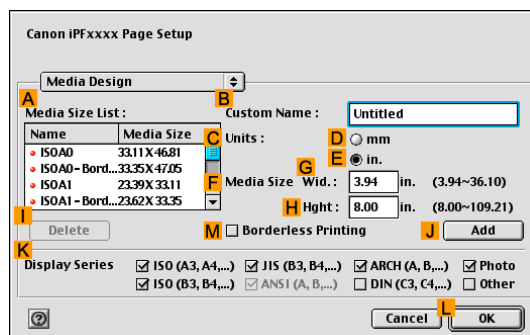 Canon iPFxxxx Page Setup
Media Design
A B
Media Size List : Custom Name : Untitled
Name Media Size C Units : D mm
ISOA0 33.11X46.81 E in.
ISOA0-Bord...33.35X47.05 G
ISOA1 23.39X33.11 F Media Size Wid.: 3.94 in. (3.94~36.10)
ISOA1-Bord...23.62X33.35 H Hght : 8.00 in. (8.00~109.21)
I
Delete M Borderless Printing J Add
K
Display Series ISO (A3, A4,...) JIS (B3, B4,...) ARCH (A, B,...) Photo
ISO (B3, B4,...) ANSI (A, B,...) DIN (C3, C4,...) Other
L
? Cancel OK